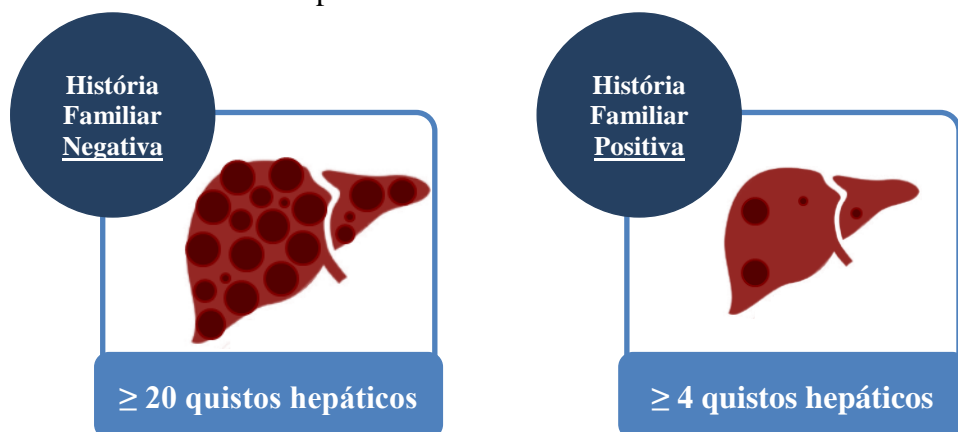 História
Familiar
Negativa
≥ 20 quistos hepáticos
História
Familiar
Positiva
≥ 4 quistos hepáticos